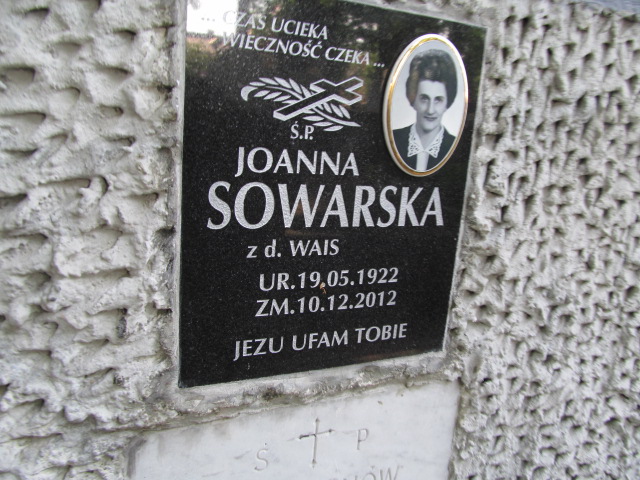 ... CZAS UCIEKA
WIECZNOŚĆ CZEKA ...
Ś.P.
JOANNA
SOWARSKA
z d. WAIS
UR.19.05.1922
ZM.10.12.2012
JEZU UFAM TOBIE
Ś P